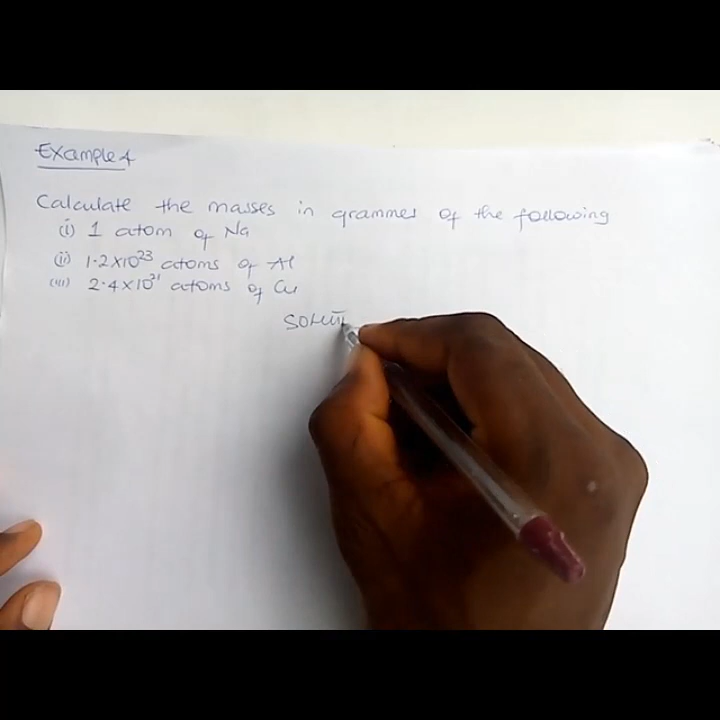 Example 4
Calculate the masses in grammes of the following
(i) 1 atom of Na
(ii) 1.2×10²³ atoms of Al
(iii) 2.4×10²¹ atoms of Cu